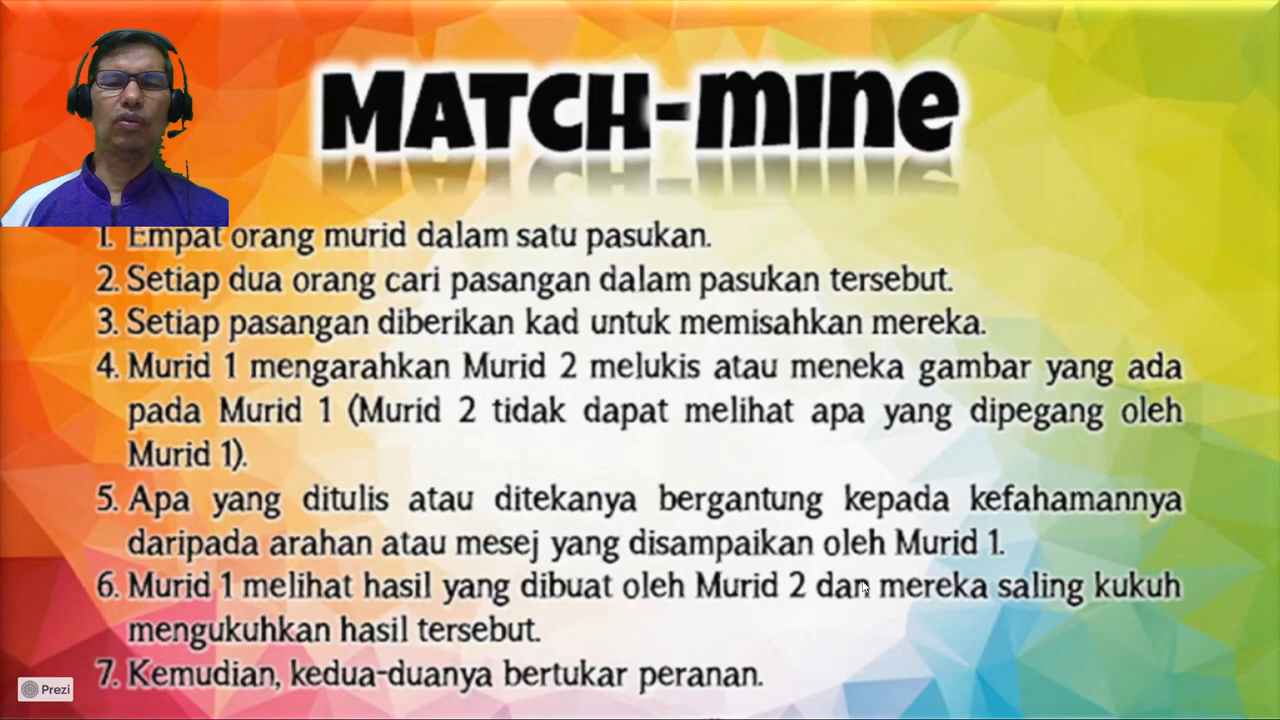 MATCH-MINE
1. Empat orang murid dalam satu pasukan.
2. Setiap dua orang cari pasangan dalam pasukan tersebut.
3. Setiap pasangan diberikan kad untuk memisahkan mereka.
4. Murid 1 mengarahkan Murid 2 melukis atau meneka gambar yang ada
pada Murid 1 (Murid 2 tidak dapat melihat apa yang dipegang oleh
Murid 1).
5. Apa yang ditulis atau ditekanya bergantung kepada kefahamannya
daripada arahan atau mesej yang disampaikan oleh Murid 1.
6. Murid 1 melihat hasil yang dibuat oleh Murid 2 dan mereka saling kukuh
mengukuhkan hasil tersebut.
7. Kemudian, kedua-duanya bertukar peranan.
Prezi